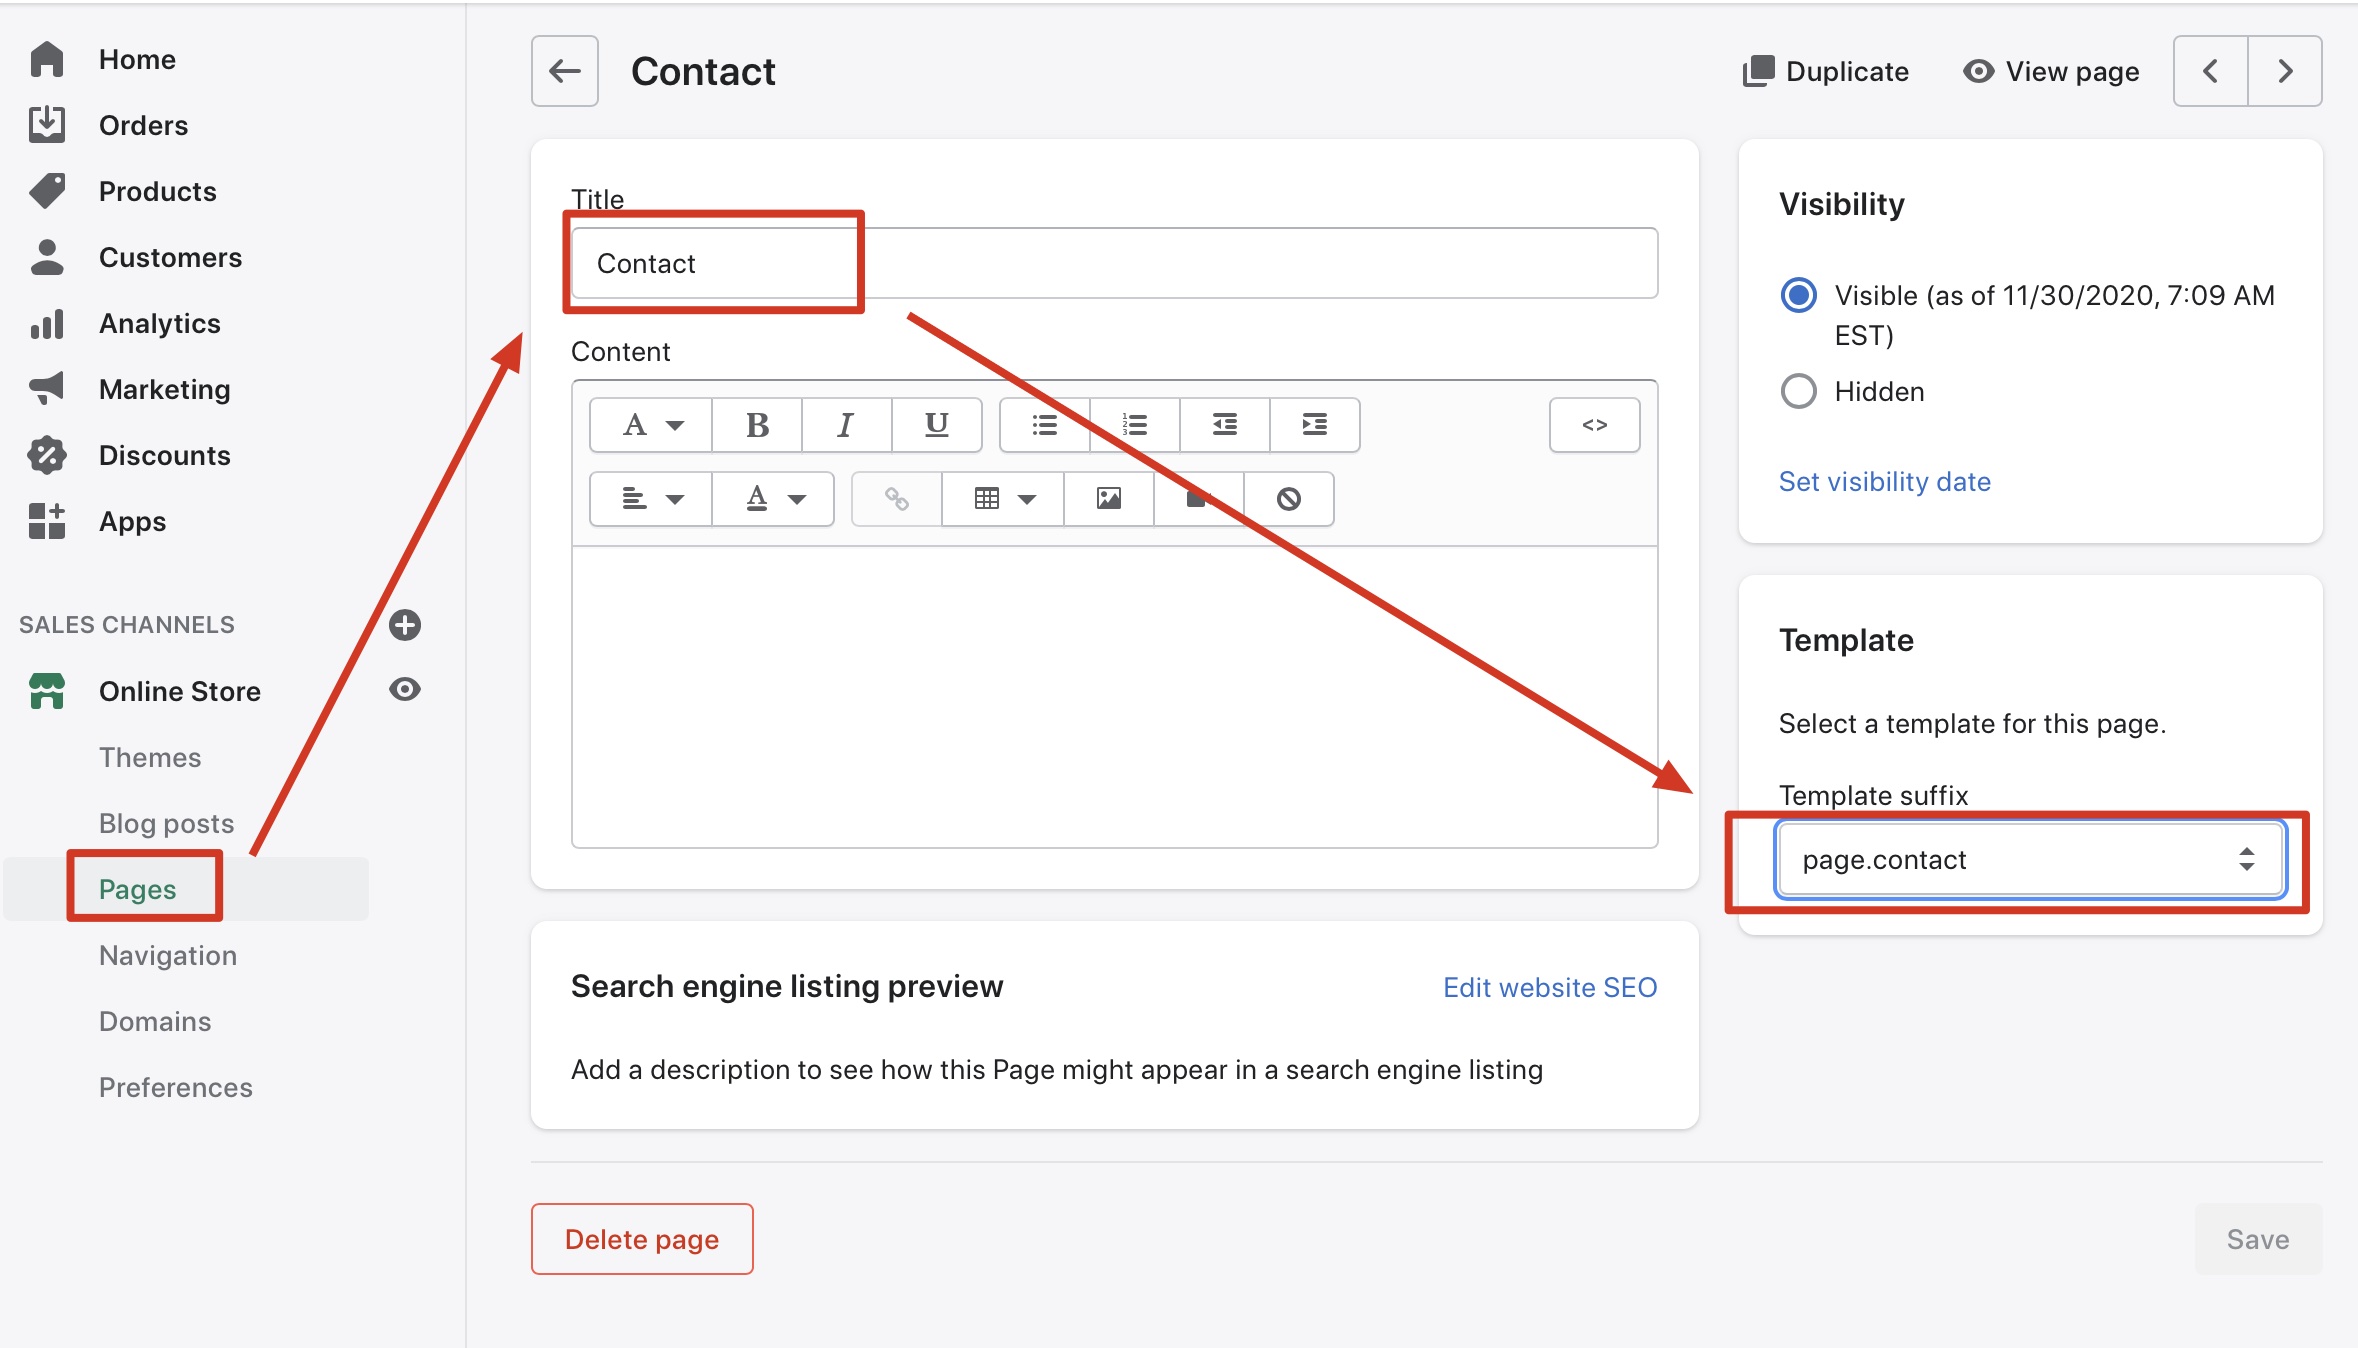 Home
Orders
Products
Customers
Analytics
Marketing
Discounts
Apps
SALES CHANNELS
Online Store
Themes
Blog posts
Pages
Navigation
Domains
Preferences
Contact
Duplicate
View page
Title
Contact
Content
A
B
I
U
<>
A
Search engine listing preview
Edit website SEO
Add a description to see how this Page might appear in a search engine listing
Visibility
Visible (as of 11/30/2020, 7:09 AM
EST)
Hidden
Set visibility date
Template
Select a template for this page.
Template suffix
page.contact
Delete page
Save